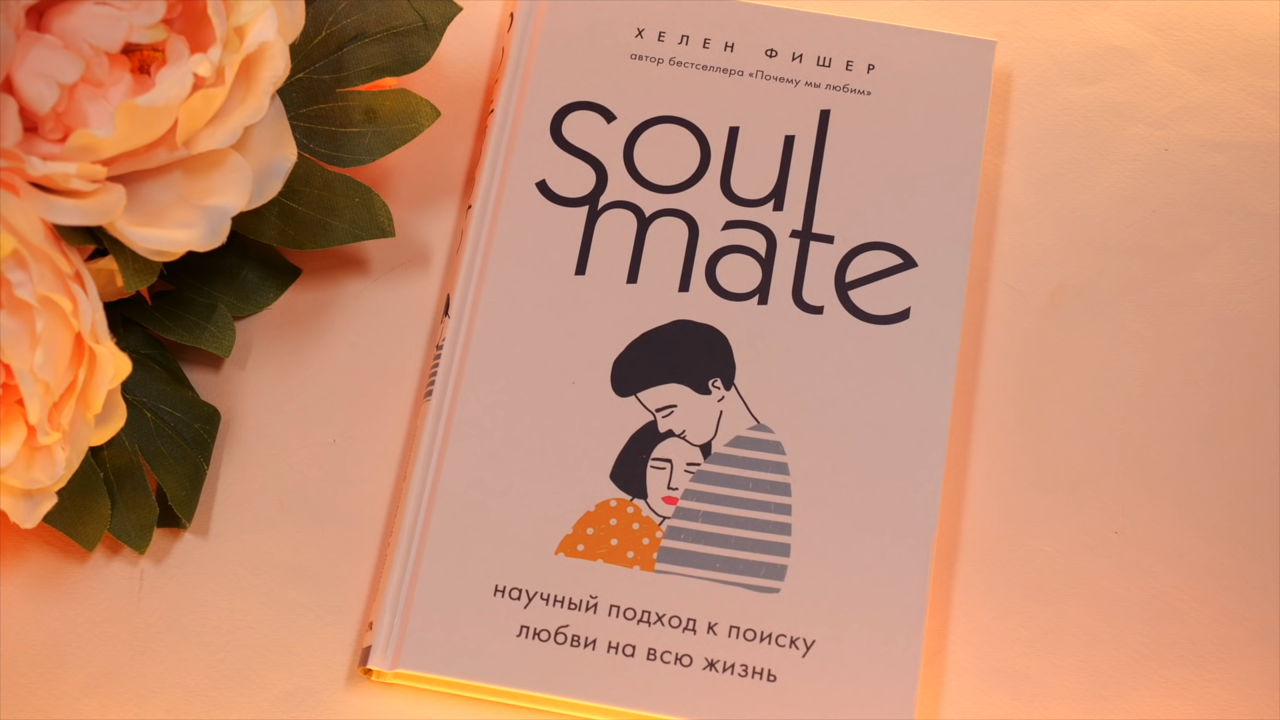 ХЕЛЕН ФИШЕР
автор бестселлера «Почему мы любим»
soul
mate
научный подход к поиску
любви на всю жизнь